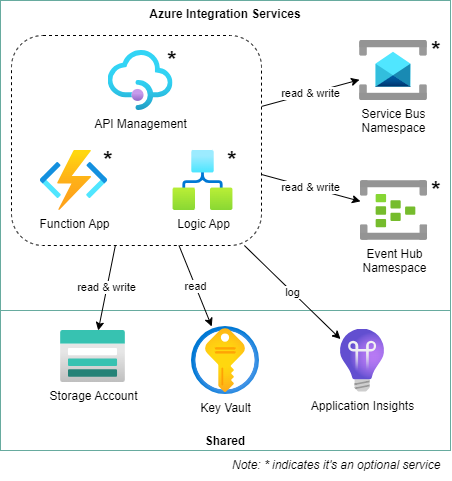 Azure Integration Services
*
API Management
*
Function App
*
Logic App
read & write
*
Service Bus
Namespace
read & write
*
Event Hub
Namespace
read & write
read
log
Storage Account
Key Vault
Application Insights
Shared
Note: * indicates it's an optional service